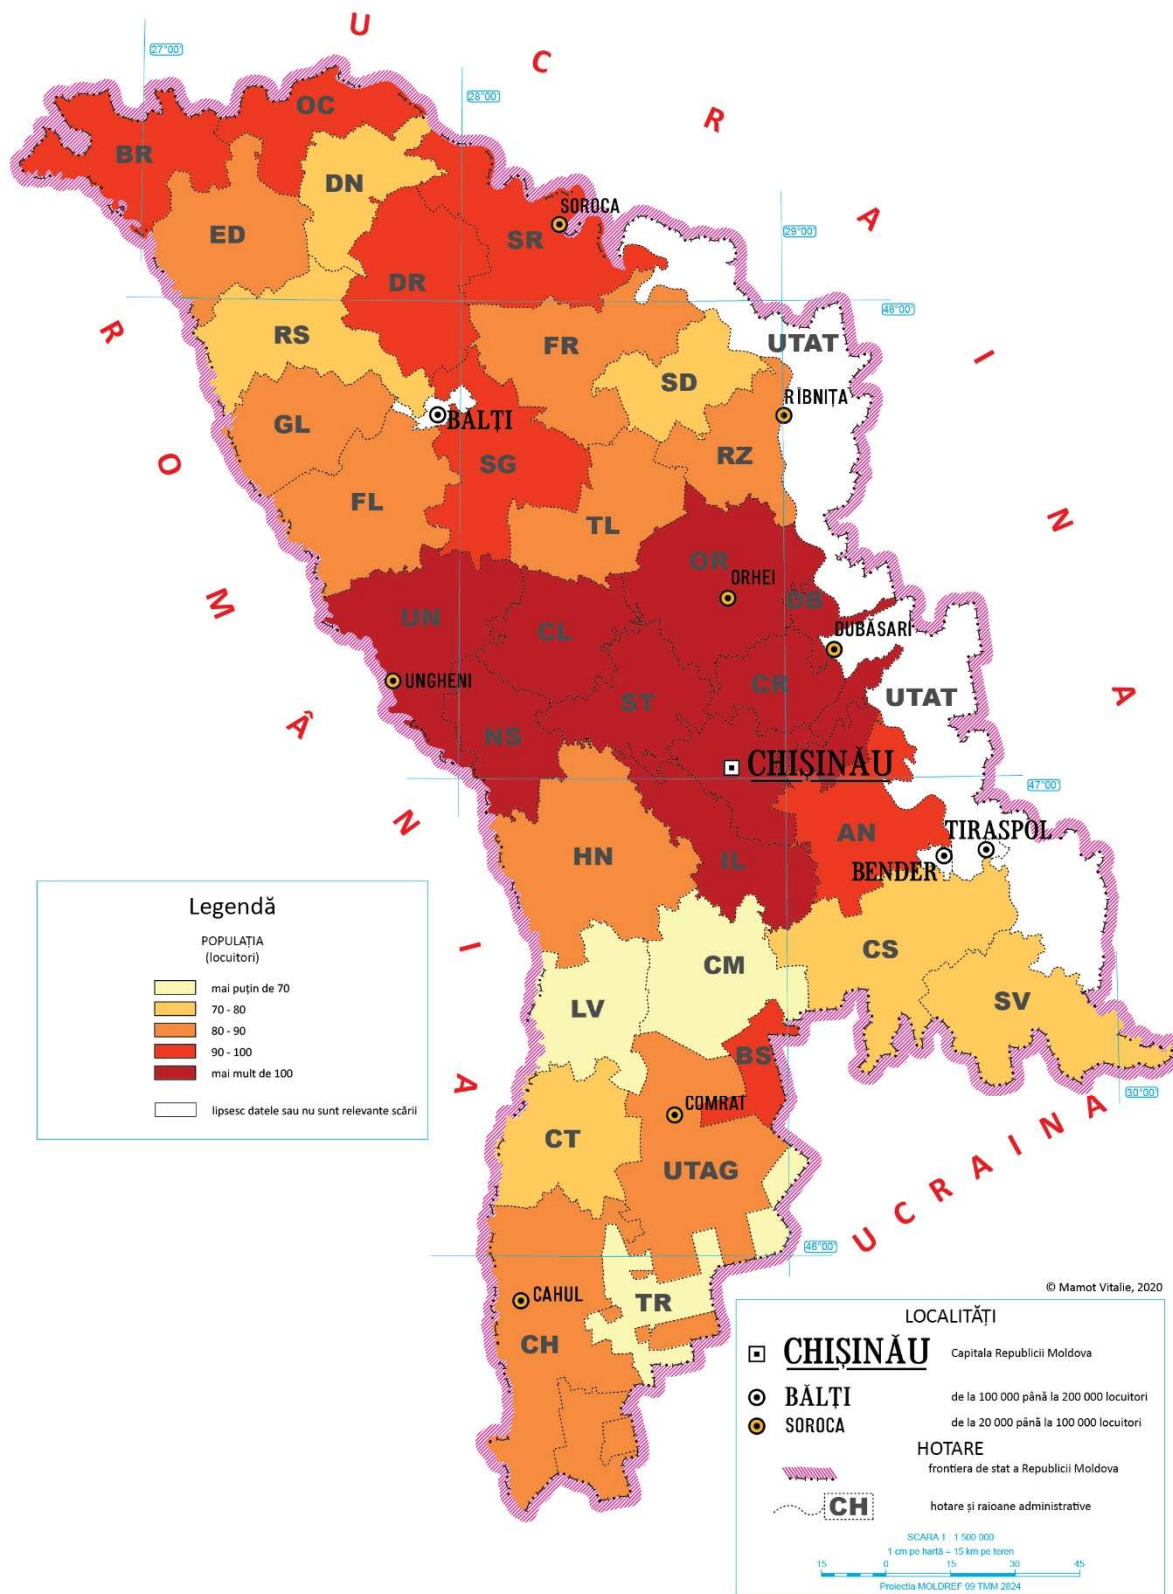 U C R A I N A
27°00'
28°00'
OC
BR
DN
SOROCA
ED
SR
29°00'
DR
48°00'
RS
FR
UTAT
SD
RÎBNIȚA
GL
BĂLȚI
SG
RZ
FL
TL
OR
ORHEI
DB
UN
CL
DUBĂSARI
UNGHENI
ST
CR
UTAT
NS
CHIȘINĂU
47°00'
HN
IL
AN
TIRASPOL
BENDER
R O M Â N I A
Legendă
POPULAȚIA
(locuitori)
mai puțin de 70
70 - 80
80 - 90
90 - 100
mai mult de 100
lipsesc datele sau nu sunt relevante scării
CM
CS
LV
SV
BS
30°00'
COMRAT
CT
UTAG
U C R A I N A
46°00'
CAHUL
TR
CH
© Mamot Vitalie, 2020
LOCALITĂȚI
CHIȘINĂU Capitala Republicii Moldova
BĂLȚI de la 100 000 până la 200 000 locuitori
SOROCA de la 20 000 până la 100 000 locuitori
HOTARE
frontiera de stat a Republicii Moldova
CH hotare și raioane administrative
SCARA 1 : 1 500 000
1 cm pe hartă = 15 km pe teren
15 0 15 30 45
Proiectia MOLDREF 99 TMM 2824